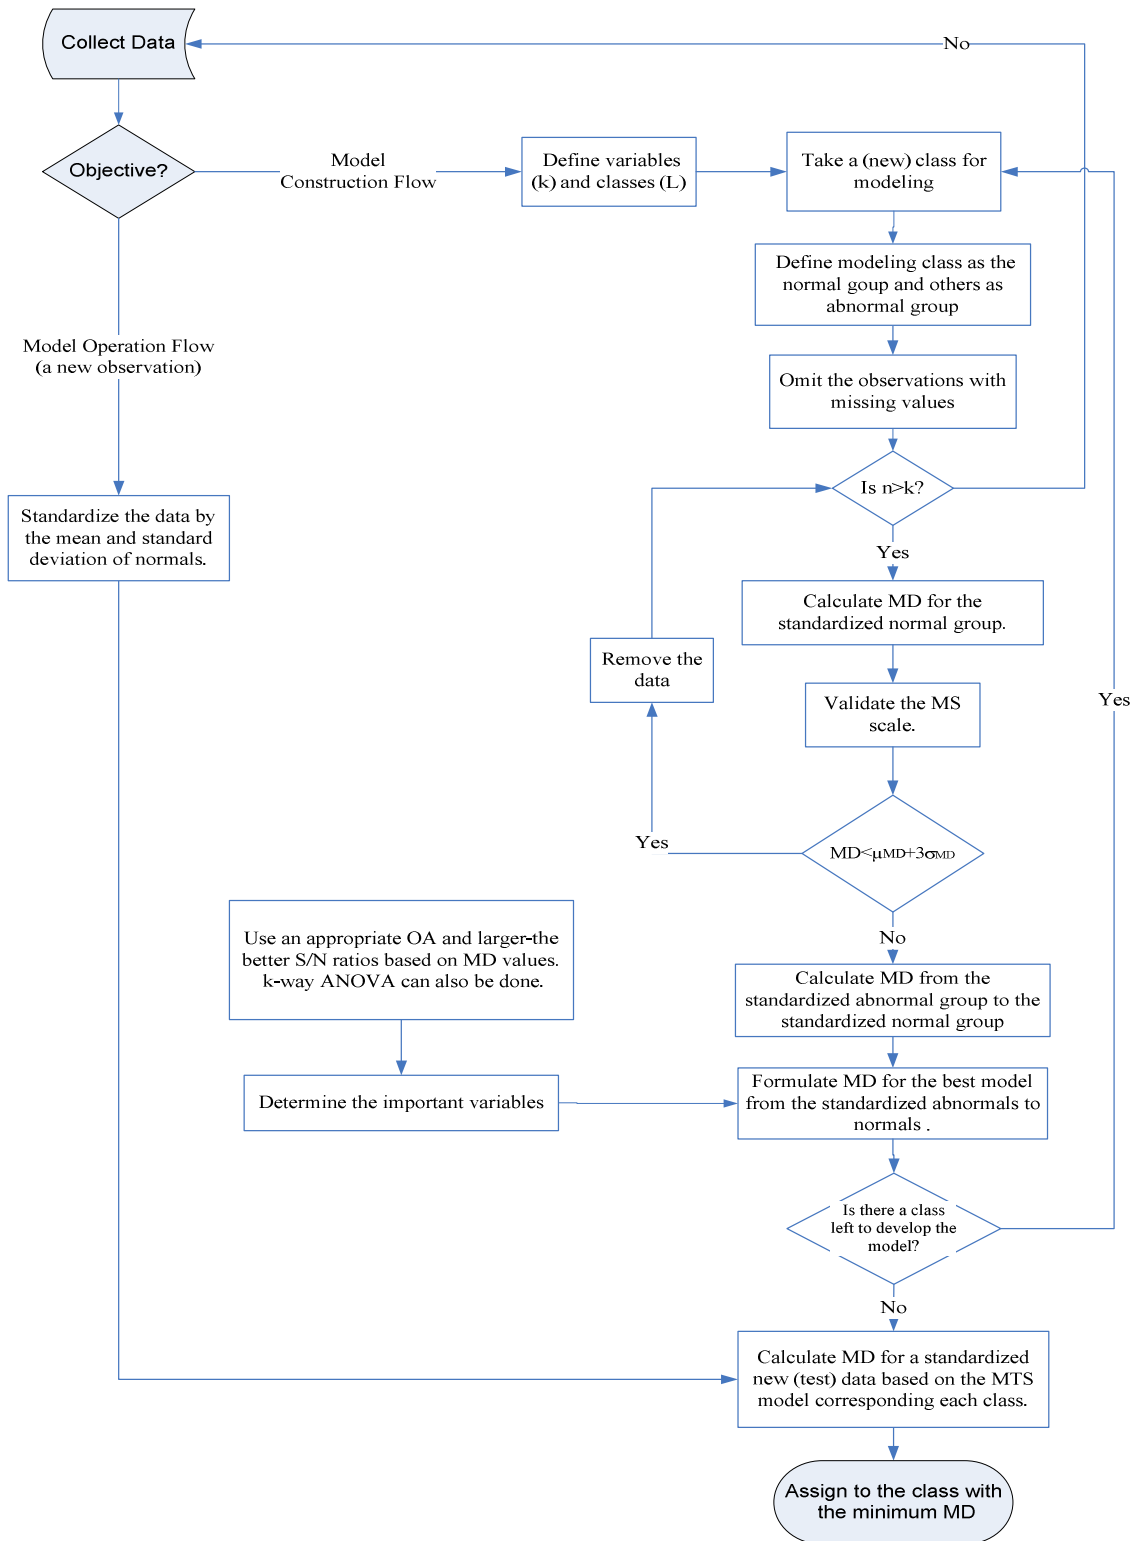 Collect Data
No
Objective?
Model
Construction Flow
Define variables
(k) and classes (L)
Take a (new) class for
modeling
Define modeling class as the
normal goup and others as
abnormal group
Model Operation Flow
(a new observation)
Omit the observations with
missing values
Is n>k?
Standardize the data by
the mean and standard
deviation of normals.
Yes
Calculate MD for the
standardized normal group.
Remove the
data
Validate the MS
scale.
Yes
Yes
MD<μMD+3σMD
No
Use an appropriate OA and larger-the
better S/N ratios based on MD values.
k-way ANOVA can also be done.
Calculate MD from the
standardized abnormal group to the
standardized normal group
Determine the important variables
Formulate MD for the best model
from the standardized abnormals to
normals .
Is there a class
left to develop the
model?
No
Calculate MD for a standardized
new (test) data based on the MTS
model corresponding each class.
Assign to the class with
the minimum MD